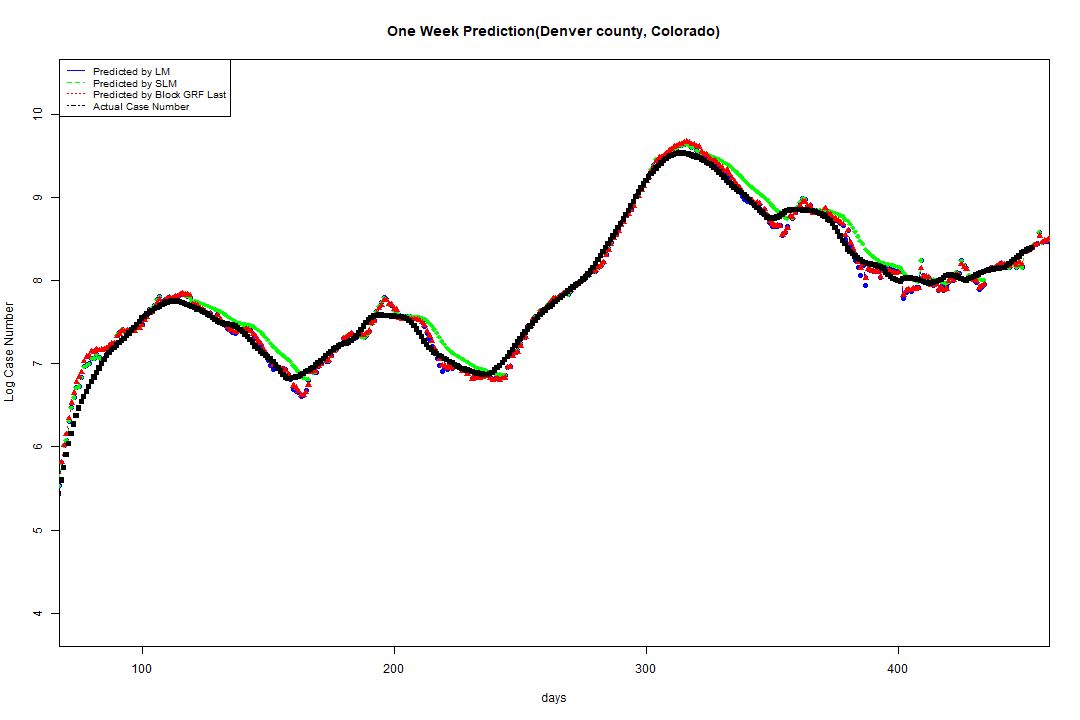 One Week Prediction(Denver county, Colorado)
Predicted by LM
Predicted by SLM
Predicted by Block GRF Last
Actual Case Number
10
9
8
7
6
5
4
Log Case Number
100
200
300
400
days